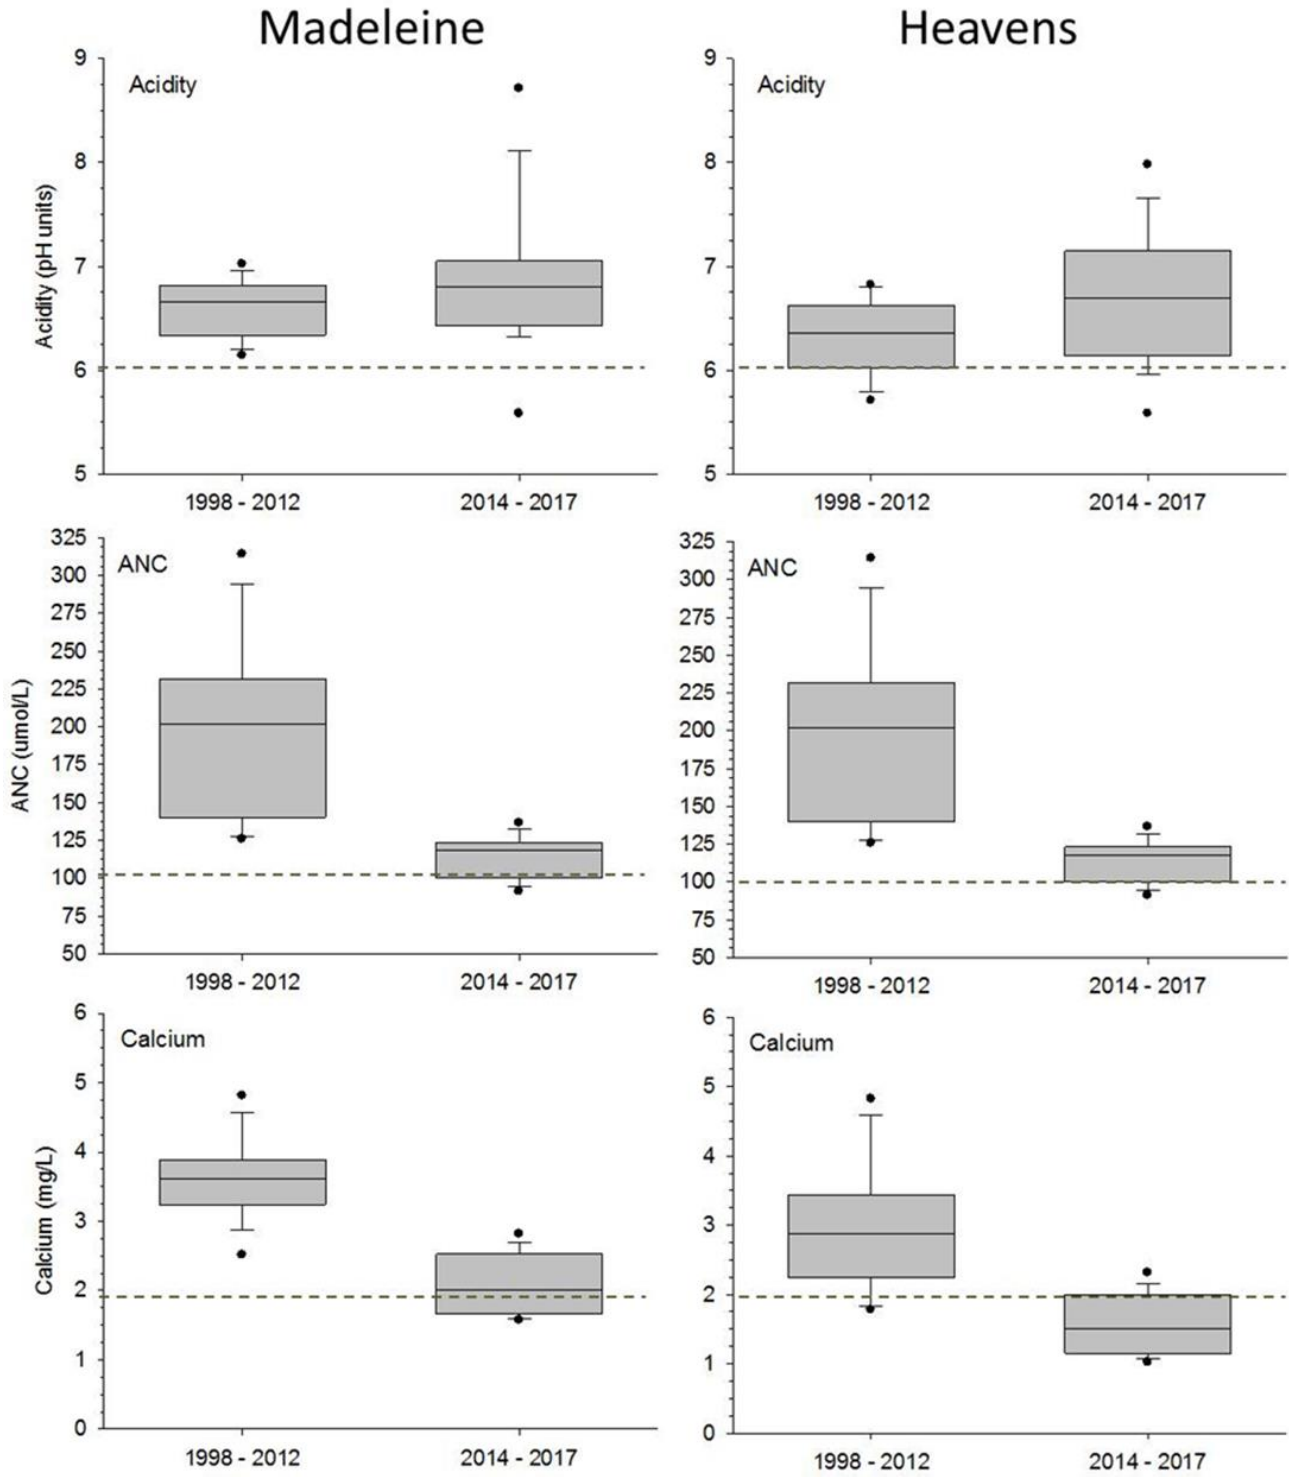 Madeleine
Heavens
Acidity
Acidity (pH units)
9
8
7
6
5
1998 - 2012
2014 - 2017
Acidity
9
8
7
6
5
1998 - 2012
2014 - 2017
ANC
ANC (umol/L)
325
300
275
250
225
200
175
150
125
100
75
50
1998 - 2012
2014 - 2017
ANC
325
300
275
250
225
200
175
150
125
100
75
50
1998 - 2012
2014 - 2017
Calcium
Calcium (mg/L)
6
5
4
3
2
1
0
1998 - 2012
2014 - 2017
Calcium
6
5
4
3
2
1
0
1998 - 2012
2014 - 2017